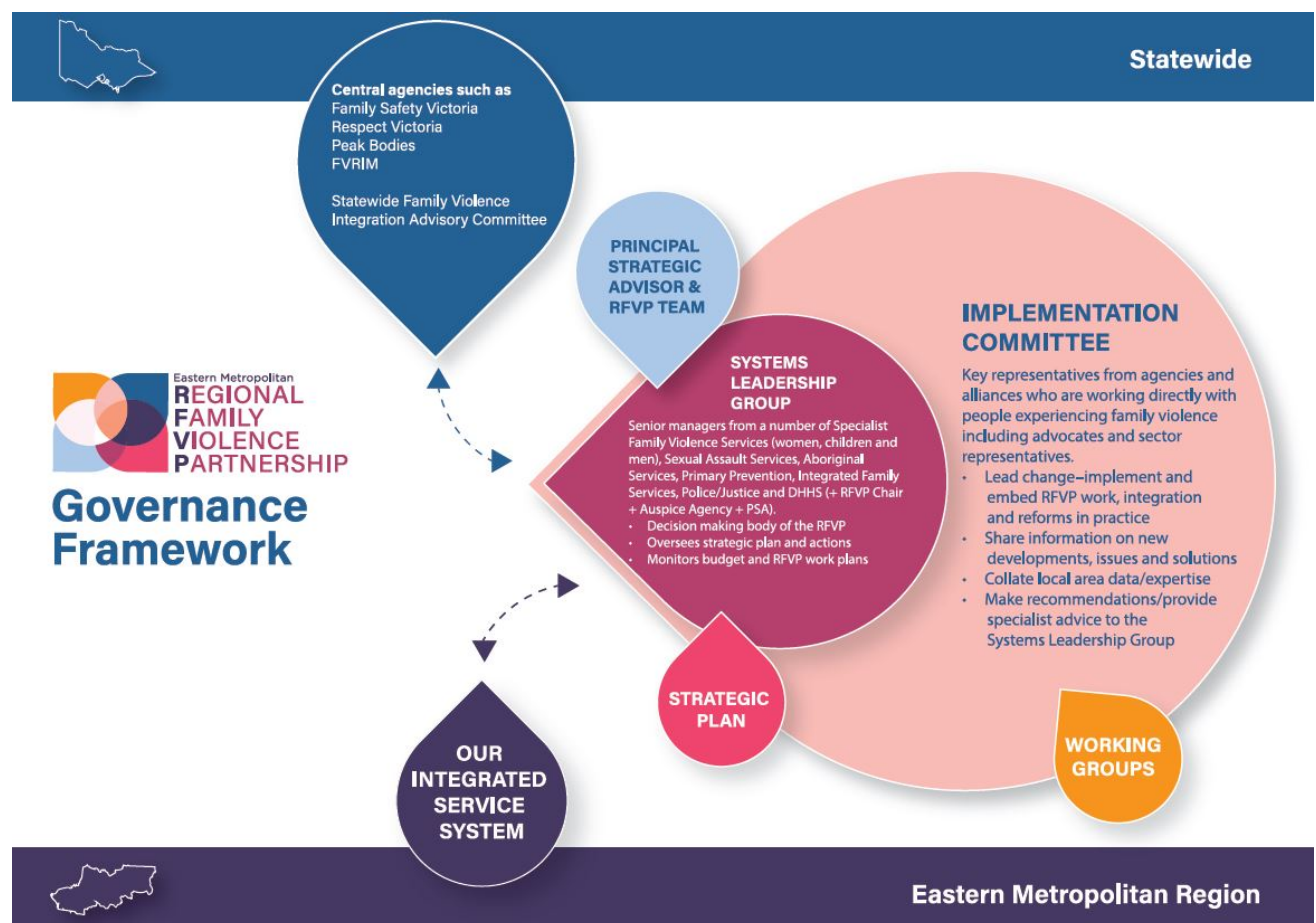 Statewide
Central agencies such as
Family Safety Victoria
Respect Victoria
Peak Bodies
FVRIM
Statewide Family Violence
Integration Advisory Committee
PRINCIPAL
STRATEGIC
ADVISOR &
RFVP TEAM
Eastern Metropolitan
REGIONAL
FAMILY
VIOLENCE
PARTNERSHIP
Governance
Framework
SYSTEMS
LEADERSHIP
GROUP
Senior managers from a number of Specialist
Family Violence Services (women, children and
men), Sexual Assault Services, Aboriginal
Services, Primary Prevention, Integrated Family
Services, Police/Justice and DHHS (+ RFVP Chair
+ Auspice Agency + PSA).
• Decision making body of the RFVP
• Oversees strategic plan and actions
• Monitors budget and RFVP work plans
IMPLEMENTATION
COMMITTEE
Key representatives from agencies and
alliances who are working directly with
people experiencing family violence
including advocates and sector
representatives.
• Lead change–implement and
embed RFVP work, integration
and reforms in practice
• Share information on new
developments, issues and solutions
• Collate local area data/expertise
• Make recommendations/provide
specialist advice to the
Systems Leadership Group
STRATEGIC
PLAN
WORKING
GROUPS
OUR
INTEGRATED
SERVICE
SYSTEM
Eastern Metropolitan Region